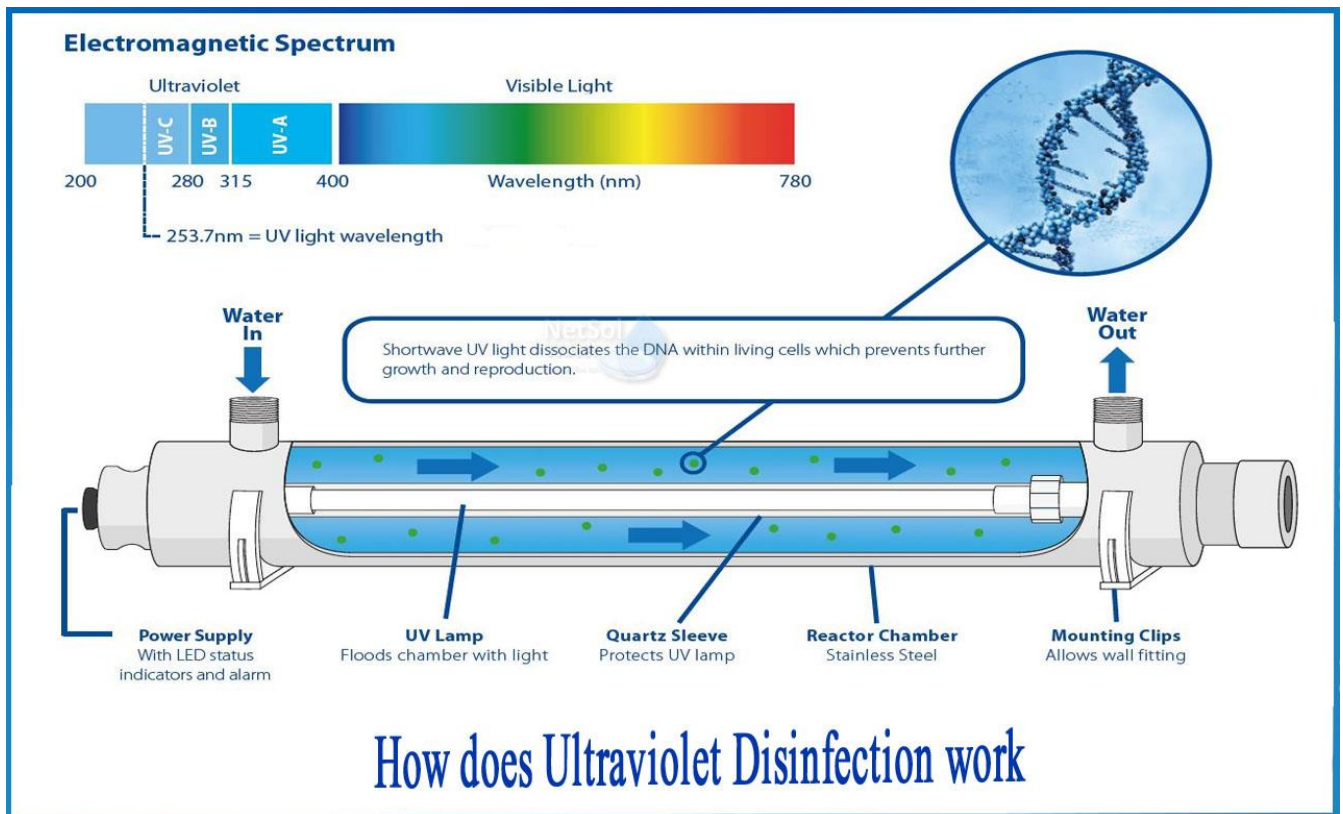 Electromagnetic Spectrum
Ultraviolet
Visible Light
UV-C
UV-B
UV-A
200
280
315
400
Wavelength (nm)
780
253.7nm = UV light wavelength
Water
In
Water
Out
NetSol
Shortwave UV light dissociates the DNA within living cells which prevents further
growth and reproduction.
Power Supply
With LED status
indicators and alarm
UV Lamp
Floods chamber with light
Quartz Sleeve
Protects UV lamp
Reactor Chamber
Stainless Steel
Mounting Clips
Allows wall fitting
How does Ultraviolet Disinfection work